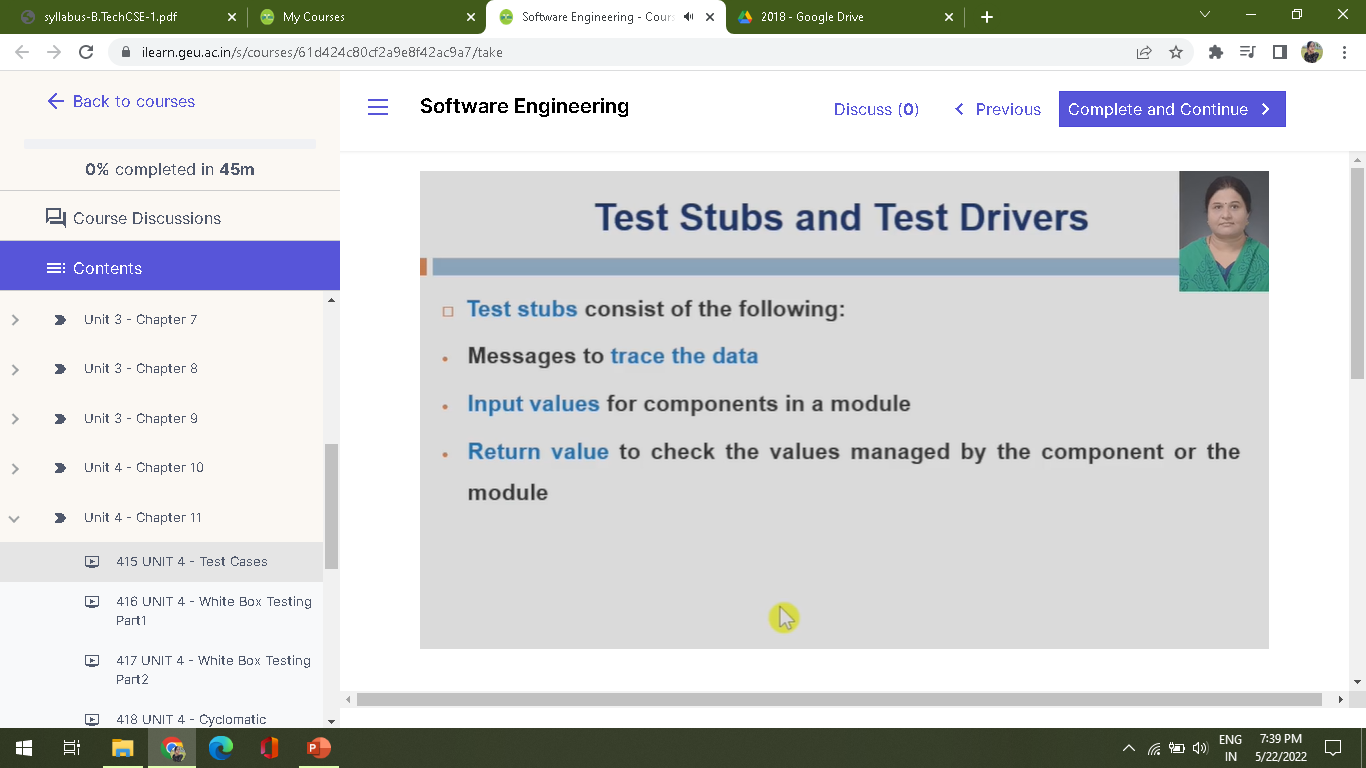 syllabus-B.TechCSE-1.pdf
My Courses
Software Engineering - Cour
2018 - Google Drive
ilearn.geu.ac.in/s/courses/61d424c80cf2a9e8f42ac9a7/take
Back to courses
0% completed in 45m
Course Discussions
Contents
Unit 3 - Chapter 7
Unit 3 - Chapter 8
Unit 3 - Chapter 9
Unit 4 - Chapter 10
Unit 4 - Chapter 11
415 UNIT 4 - Test Cases
416 UNIT 4 - White Box Testing
Part1
417 UNIT 4 - White Box Testing
Part2
418 UNIT 4 - Cyclomatic
Software Engineering
Discuss (0)
Previous
Complete and Continue
Test Stubs and Test Drivers
Test stubs consist of the following:
• Messages to trace the data
• Input values for components in a module
• Return value to check the values managed by the component or the
module
ENG
IN
7:39 PM
5/22/2022